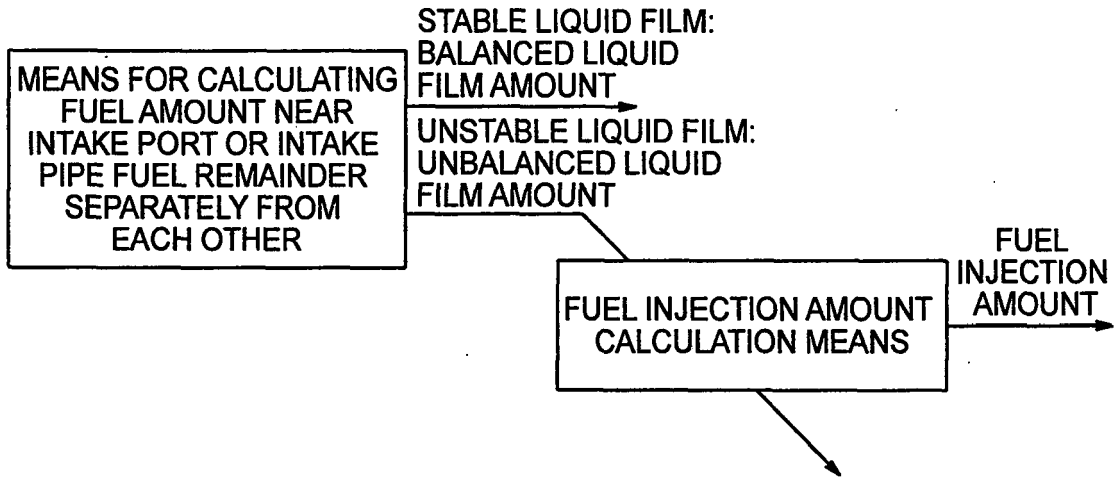 MEANS FOR CALCULATING
FUEL AMOUNT NEAR
INTAKE PORT OR INTAKE
PIPE FUEL REMAINDER
SEPARATELY FROM
EACH OTHER
STABLE LIQUID FILM:
BALANCED LIQUID
FILM AMOUNT
UNSTABLE LIQUID FILM:
UNBALANCED LIQUID
FILM AMOUNT
FUEL INJECTION AMOUNT
CALCULATION MEANS
FUEL
INJECTION
AMOUNT